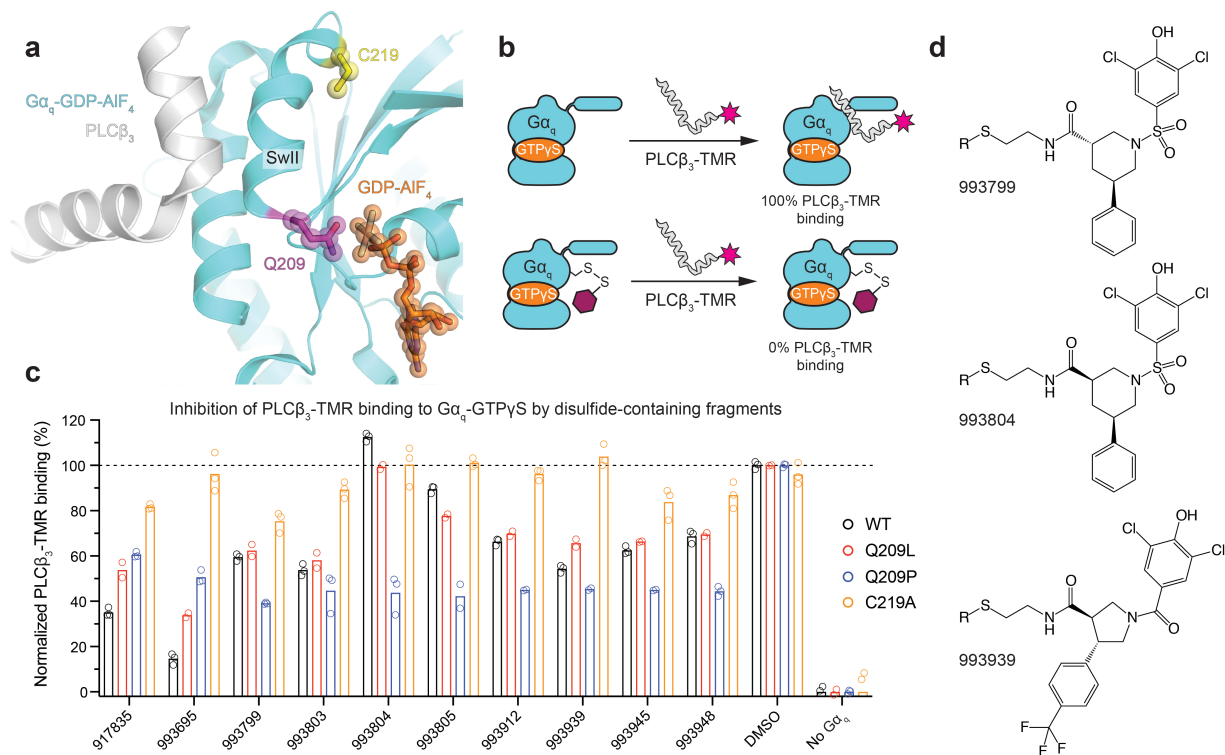 a
C219
Gαq-GDP-AlF4
PLCβ3
SwII
GDP-AlF4
Q209
b
Gαq
GTPγS
PLCβ3-TMR
Gαq
GTPγS
100% PLCβ3-TMR
binding
Gαq
GTPγS
S
S
PLCβ3-TMR
Gαq
GTPγS
S
S
0% PLCβ3-TMR
binding
c
Inhibition of PLCβ3-TMR binding to Gαq-GTPγS by disulfide-containing fragments
Normalized PLCβ3-TMR binding (%)
120
100
80
60
40
20
0
917835
993695
993799
993803
993804
993805
993912
993939
993945
993948
DMSO
No Gαq
WT
Q209L
Q209P
C219A
d
OH
Cl
Cl
O
R
S
N
H
N
S
O
O
993799
OH
Cl
Cl
O
R
S
N
H
N
S
O
O
993804
OH
Cl
Cl
O
R
S
N
H
N
O
993939
F
F
F